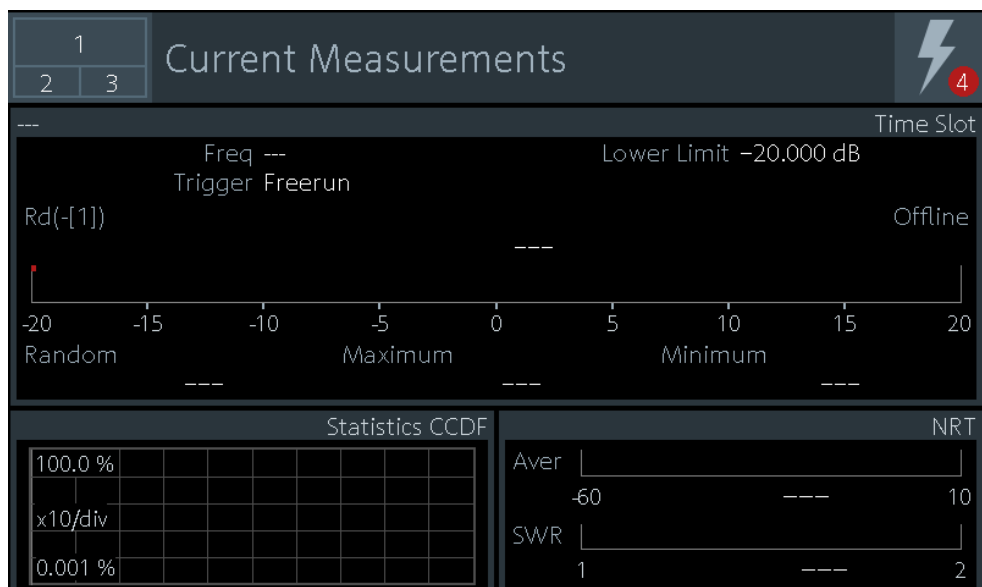 1
2 3
Current Measurements
4
---
Time Slot
Freq ---
Lower Limit -20.000 dB
Trigger Freerun
Rd(-[1])
Offline
---
-20 -15 -10 -5 0 5 10 15 20
Random Maximum Minimum
--- --- ---
Statistics CCDF
100.0 %
x10/div
0.001 %
NRT
Aver
-60 --- 10
SWR
1 --- 2